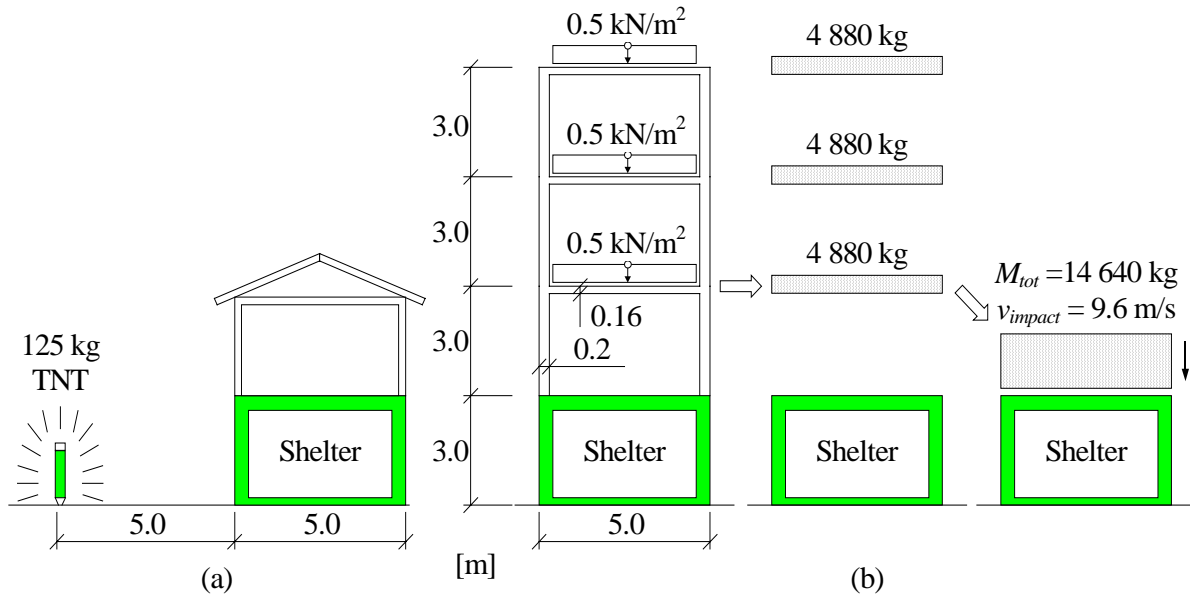 125 kg
TNT
Shelter
5.0
5.0
(a)
0.5 kN/m²
3.0
0.5 kN/m²
3.0
0.5 kN/m²
3.0
0.16
0.2
3.0
Shelter
5.0
[m]
4 880 kg
4 880 kg
4 880 kg
Shelter
(b)
M_tot =14 640 kg
v_impact = 9.6 m/s
Shelter